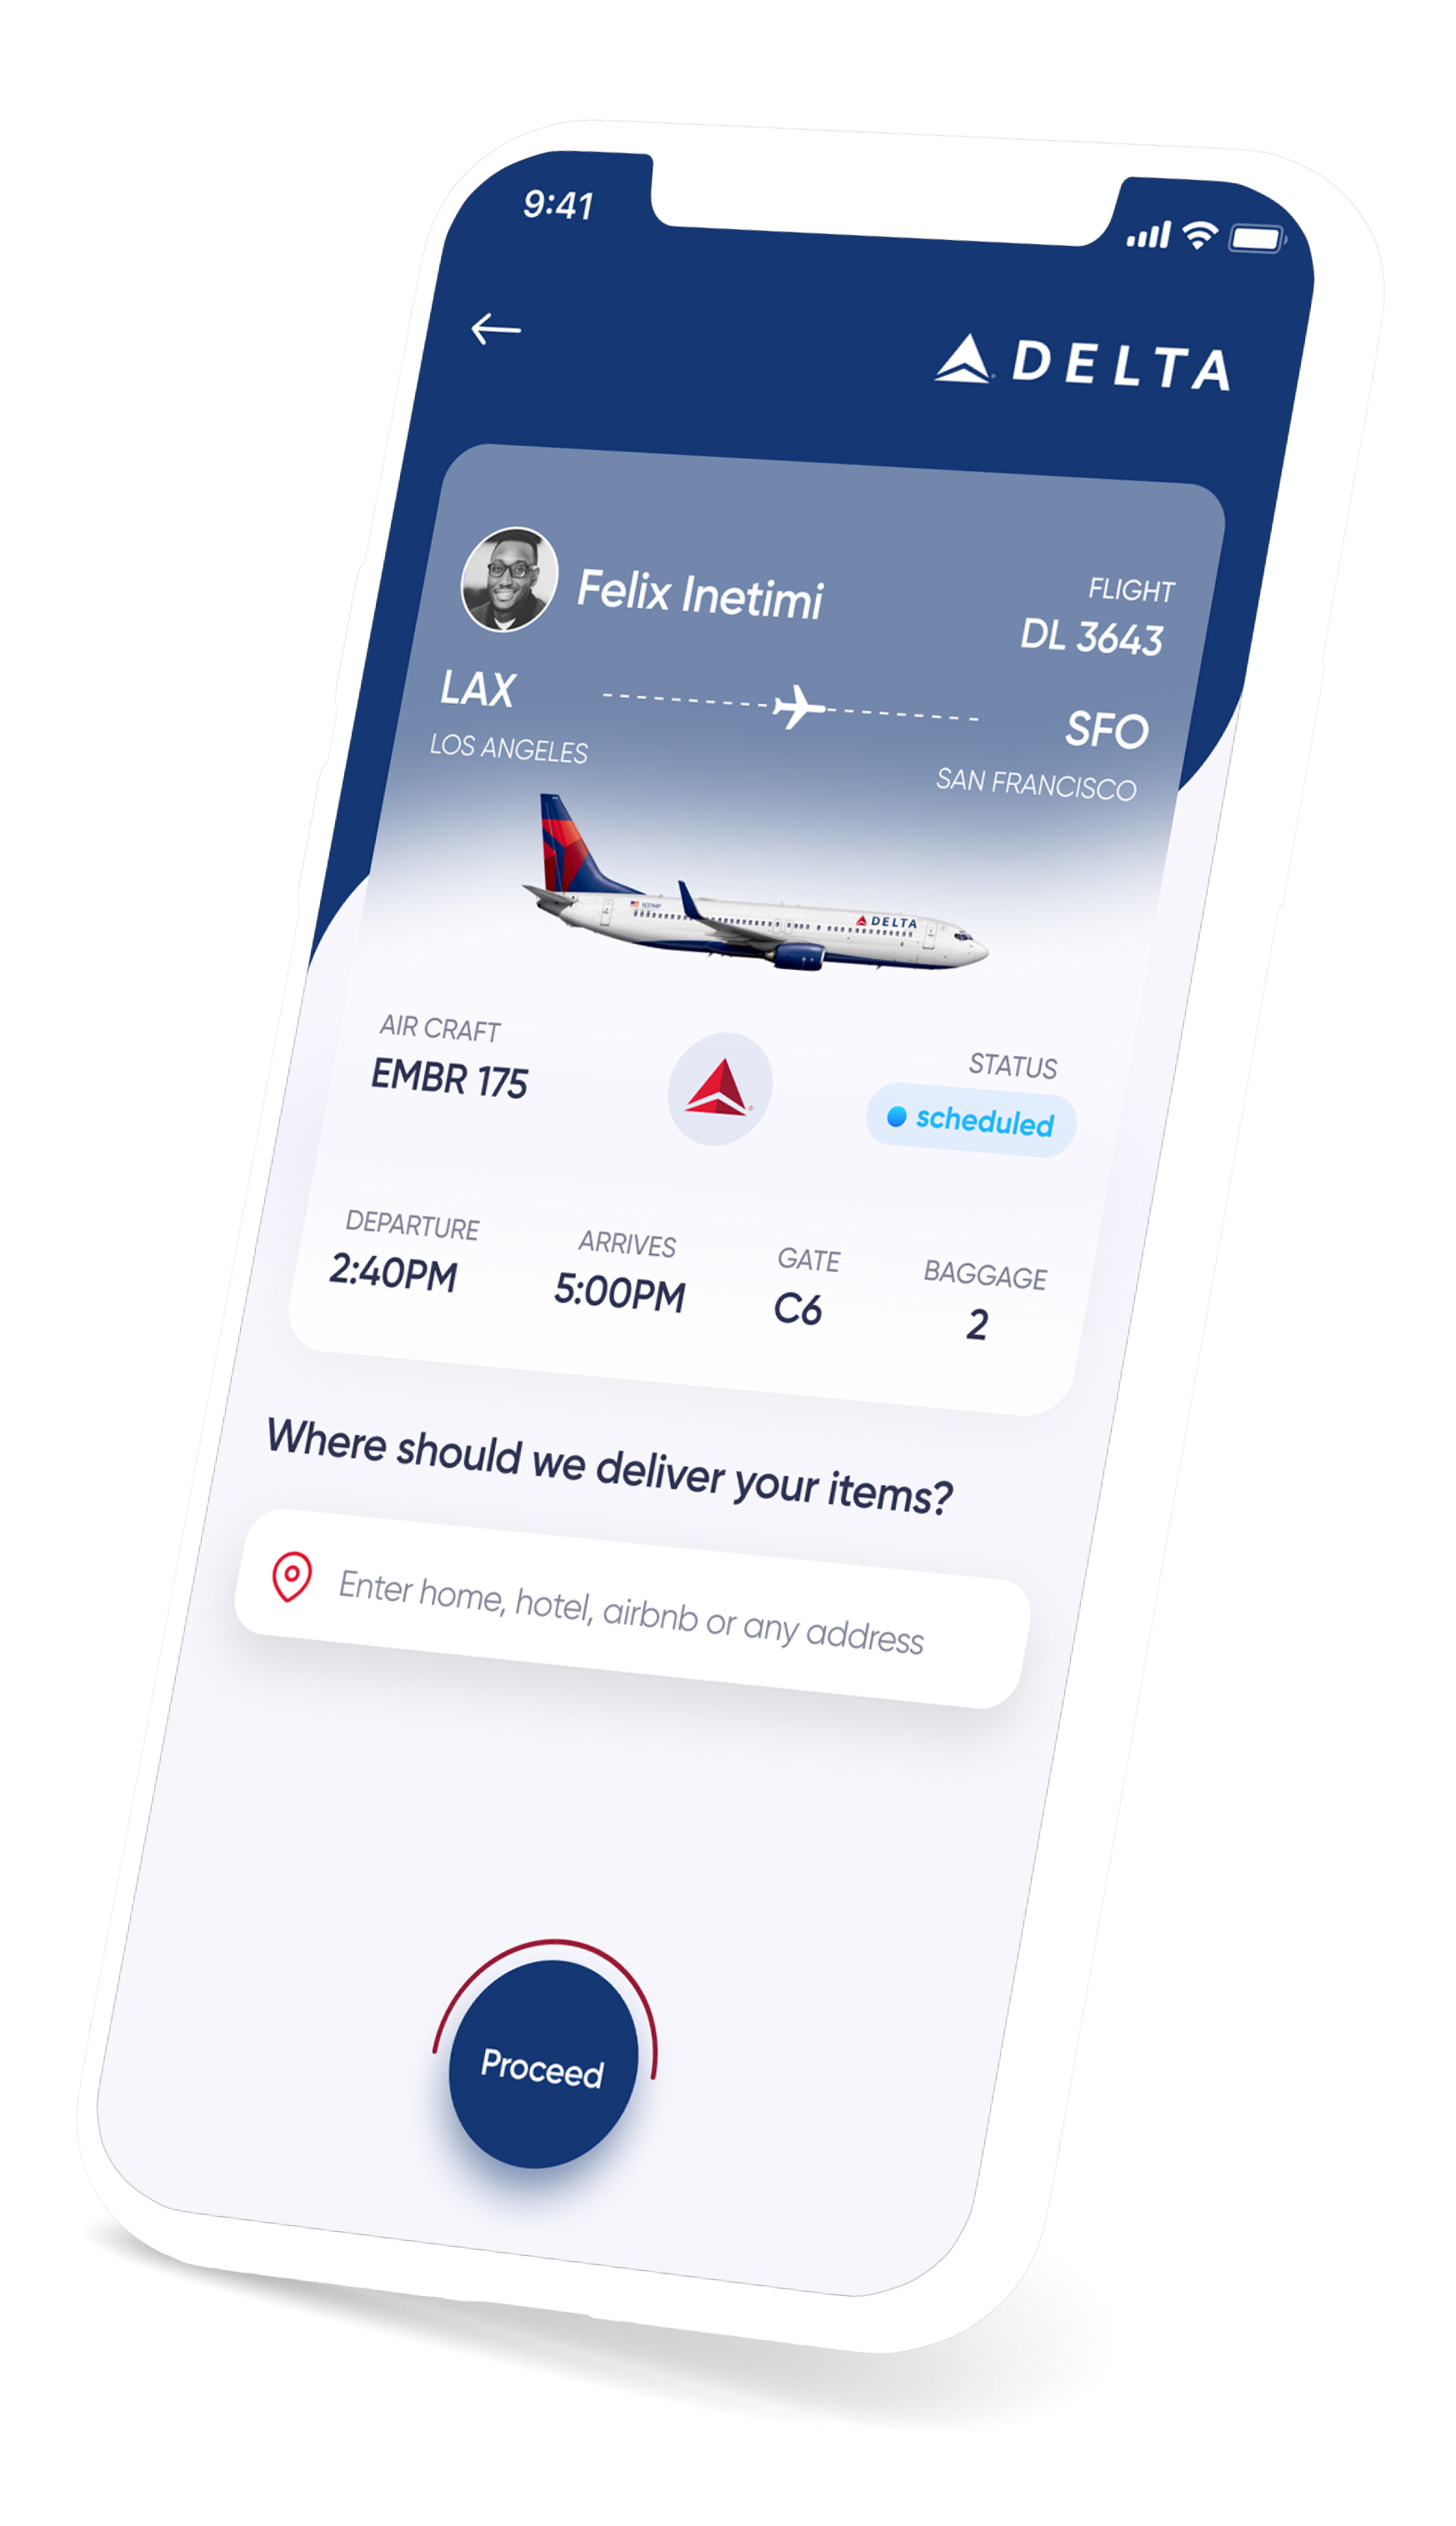 9:41
DELTA
Felix Inetimi
FLIGHT
DL 3643
LAX
SFO
LOS ANGELES
SAN FRANCISCO
DELTA
AIR CRAFT
EMBR 175
STATUS
scheduled
DEPARTURE
2:40PM
ARRIVES
5:00PM
GATE
C6
BAGGAGE
2
Where should we deliver your items?
Enter home, hotel, airbnb or any address
Proceed